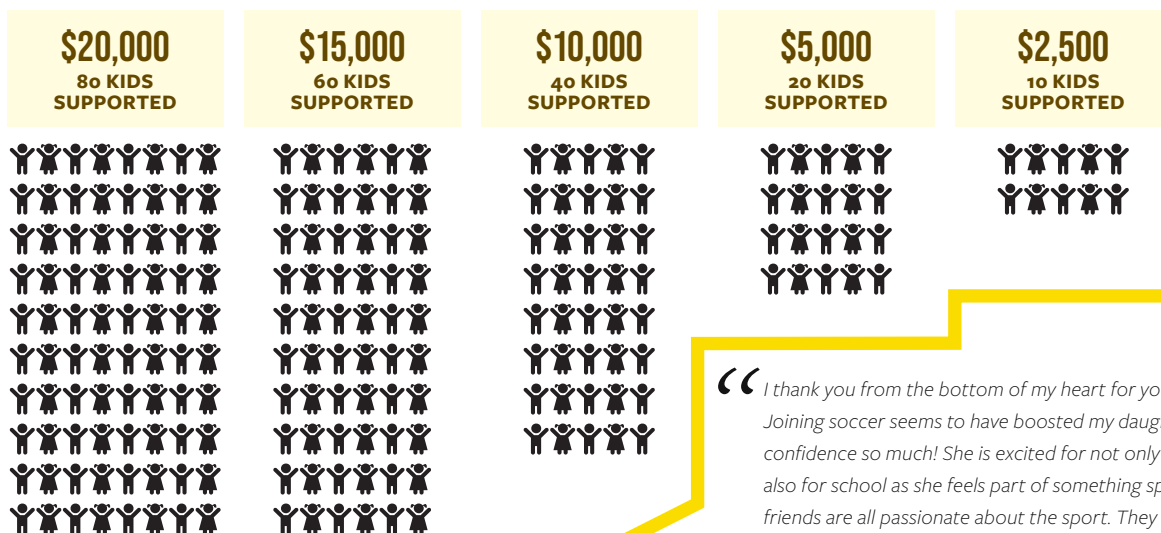 $20,000
80 KIDS
SUPPORTED
$15,000
60 KIDS
SUPPORTED
$10,000
40 KIDS
SUPPORTED
$5,000
20 KIDS
SUPPORTED
$2,500
10 KIDS
SUPPORTED
“ I thank you from the bottom of my heart for
Joining soccer seems to have boosted my
confidence so much! She is excited for not only
also for school as she feels part of something
friends are all passionate about the sport. They